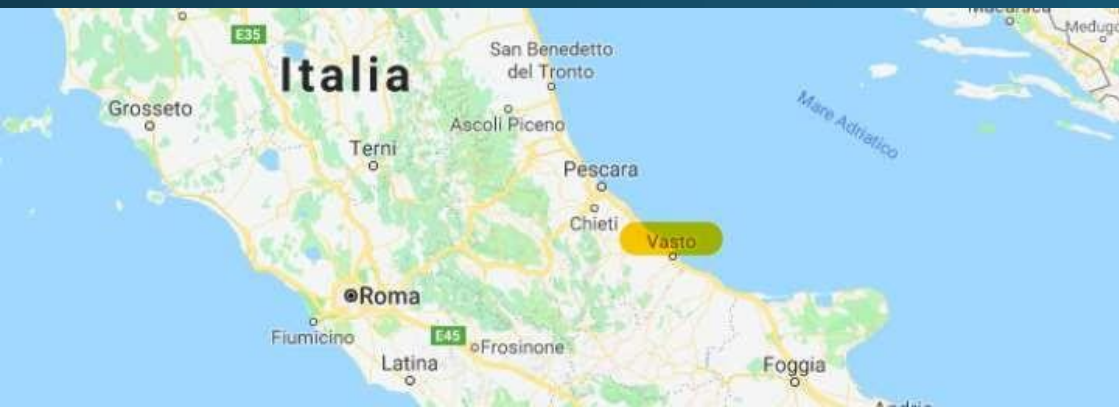 E35
San Benedetto
del Tronto
Medugo
Italia
Grosseto
Mare Adriatico
Ascoli Piceno
Terni
Pescara
Chieti
Vasto
Roma
Fiumicino
E45
Frosinone
Latina
Foggia